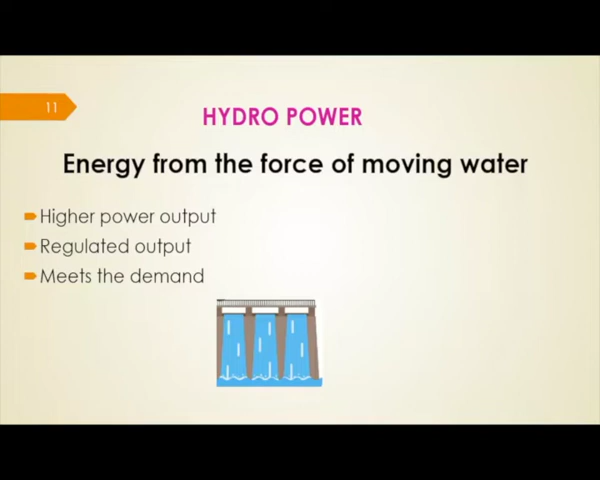 11
HYDRO POWER
Energy from the force of moving water
Higher power output
Regulated output
Meets the demand